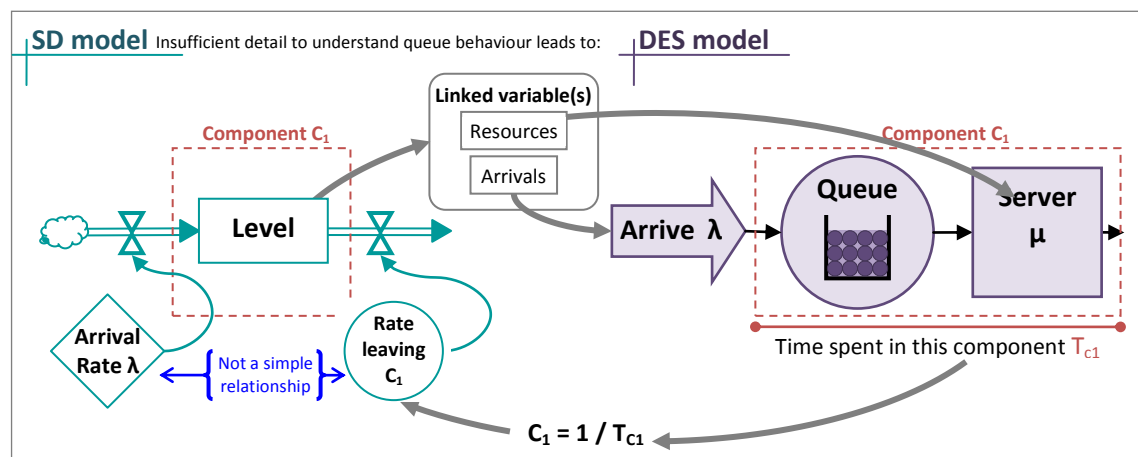 SD model Insufficient detail to understand queue behaviour leads to: DES model
Linked variable(s)
Resources
Arrivals
Component C₁
Level
Arrival
Rate λ
Not a simple
relationship
Rate
leaving
C₁
Component C₁
Arrive λ
Queue
Server
μ
Time spent in this component Tc1
C₁ = 1 / TC1